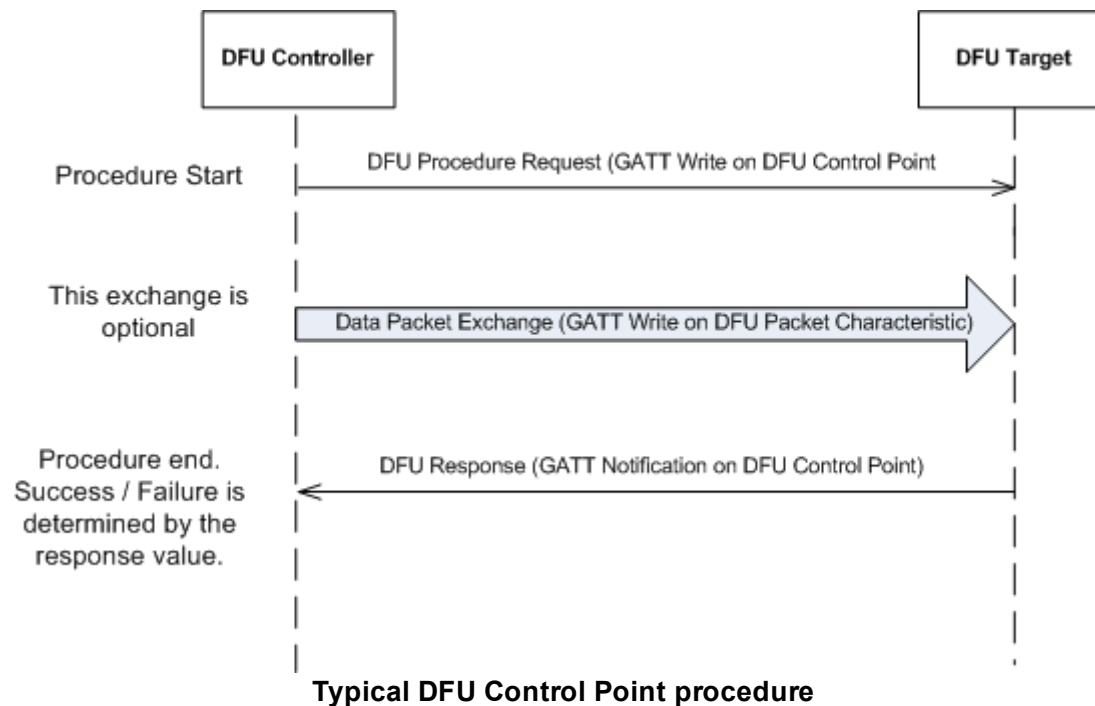 DFU Controller
DFU Target
Procedure Start
DFU Procedure Request (GATT Write on DFU Control Point
This exchange is
optional
Data Packet Exchange (GATT Write on DFU Packet Characteristic)
Procedure end.
Success / Failure is
determined by the
response value.
DFU Response (GATT Notification on DFU Control Point)
Typical DFU Control Point procedure